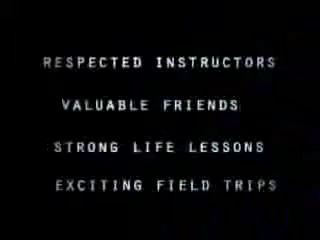 RESPECTED INSTRUCTORS
VALUABLE FRIENDS
STRONG LIFE LESSONS
EXCITING FIELD TRIPS